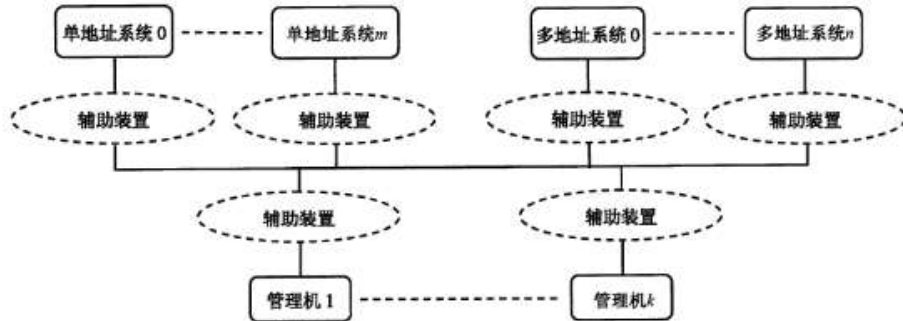 单地址系统 0
单地址系统m
多地址系统 0
多地址系统n
辅助装置
辅助装置
辅助装置
辅助装置
辅助装置
辅助装置
管理机 1
管理机k